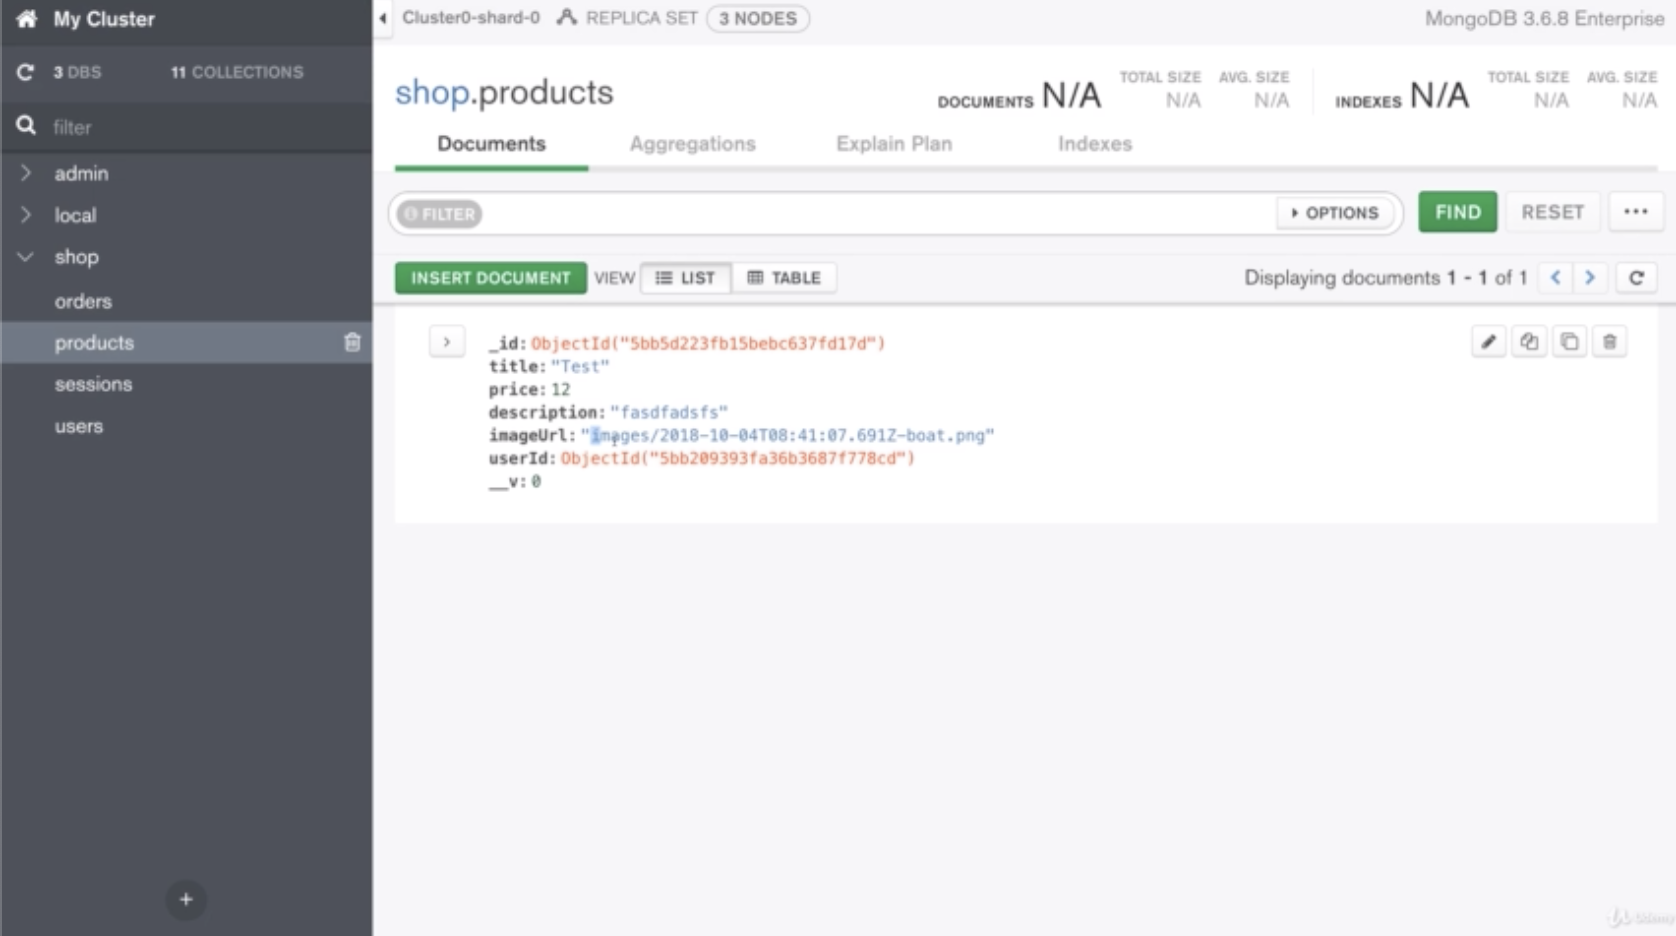 My Cluster
3 DBS 11 COLLECTIONS
filter
admin
local
shop
orders
products
sessions
users
+
Cluster0-shard-0 REPLICA SET 3 NODES
MongoDB 3.6.8 Enterprise
shop.products
DOCUMENTS N/A TOTAL SIZE N/A AVG. SIZE N/A INDEXES N/A TOTAL SIZE N/A AVG. SIZE N/A
Documents Aggregations Explain Plan Indexes
FILTER OPTIONS FIND RESET ...
INSERT DOCUMENT VIEW LIST TABLE Displaying documents 1 - 1 of 1 < >
_id: ObjectId("5bb5d223fb15bebc637fd17d")
title: "Test"
price: 12
description: "fasdfadsfs"
imageUrl: "images/2018-10-04T08:41:07.691Z-boat.png"
userId: ObjectId("5bb209393fa36b3687f778cd")
__v: 0
Udemy